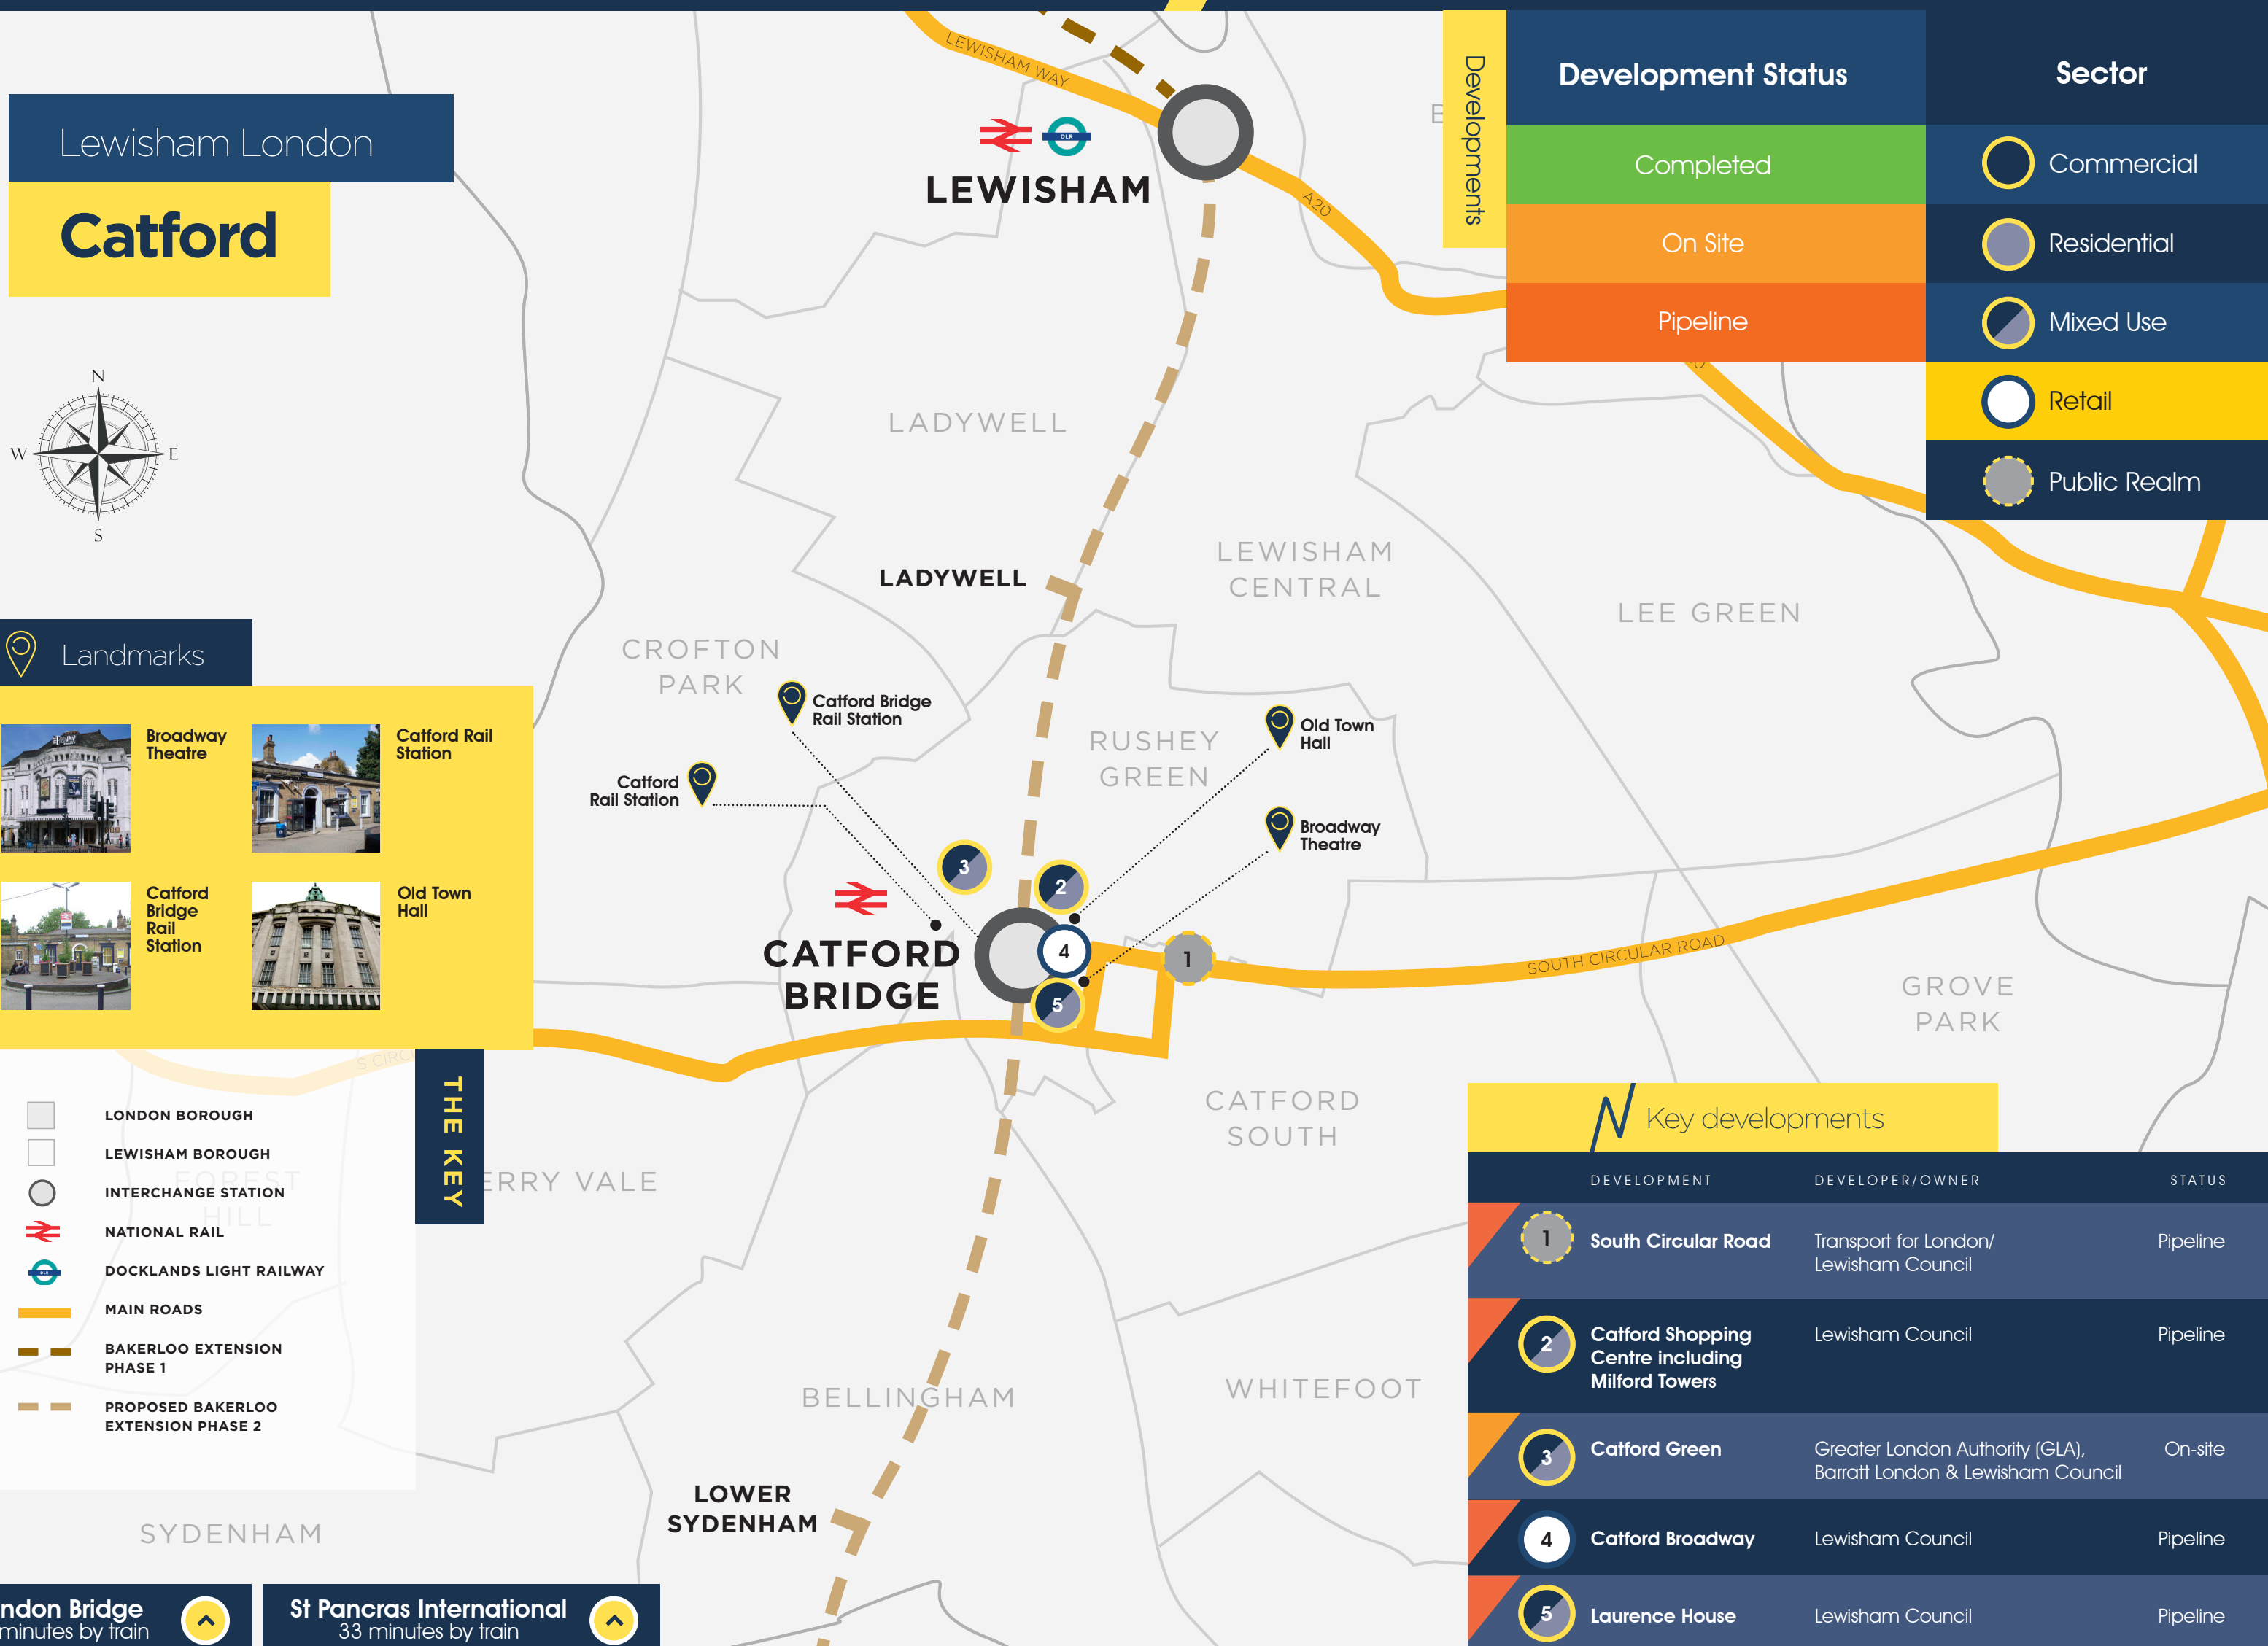 Lewisham London
Catford
N
W
E
S
LEWISHAM WAY
DLR
LEWISHAM
A20
Developments
Development Status
Completed
On Site
Pipeline
Sector
Commercial
Residential
Mixed Use
Retail
Public Realm
LADYWELL
LADYWELL
LEWISHAM
CENTRAL
LEE GREEN
CROFTON
PARK
RUSHEY
GREEN
Catford Bridge
Rail Station
Catford
Rail Station
Old Town
Hall
Broadway
Theatre
3
2
4
1
5
CATFORD
BRIDGE
SOUTH CIRCULAR ROAD
GROVE
PARK
CATFORD
SOUTH
ERRY VALE
BELLINGHAM
WHITEFOOT
LOWER
SYDENHAM
SYDENHAM
Landmarks
Broadway
Theatre
Catford Rail
Station
Catford
Bridge
Rail
Station
Old Town
Hall
S CIRC
THE KEY
LONDON BOROUGH
LEWISHAM BOROUGH
FOREST
HILL
INTERCHANGE STATION
NATIONAL RAIL
DOCKLANDS LIGHT RAILWAY
MAIN ROADS
BAKERLOO EXTENSION
PHASE 1
PROPOSED BAKERLOO
EXTENSION PHASE 2
ndon Bridge
minutes by train
St Pancras International
33 minutes by train
Key developments
DEVELOPMENT DEVELOPER/OWNER STATUS
1 South Circular Road Transport for London/ Pipeline
Lewisham Council
2 Catford Shopping Lewisham Council Pipeline
Centre including
Milford Towers
3 Catford Green Greater London Authority (GLA), On-site
Barratt London & Lewisham Council
4 Catford Broadway Lewisham Council Pipeline
5 Laurence House Lewisham Council Pipeline